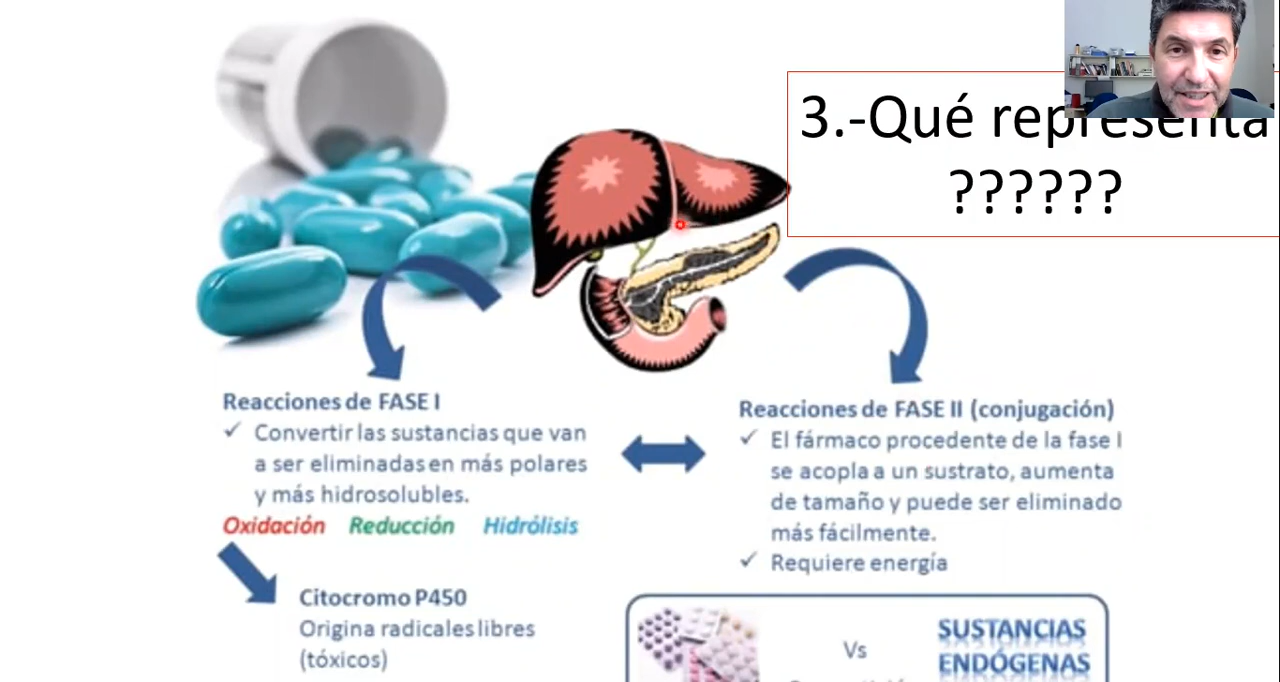 3.-Qué representa
??????
Reacciones de FASE I
✓ Convertir las sustancias que van
a ser eliminadas en más polares
y más hidrosolubles.
Oxidación Reducción Hidrólisis
Citocromo P450
Origina radicales libres
(tóxicos)
Reacciones de FASE II (conjugación)
✓ El fármaco procedente de la fase I
se acopla a un sustrato, aumenta
de tamaño y puede ser eliminado
más fácilmente.
✓ Requiere energía
Vs
SUSTANCIAS
ENDÓGENAS